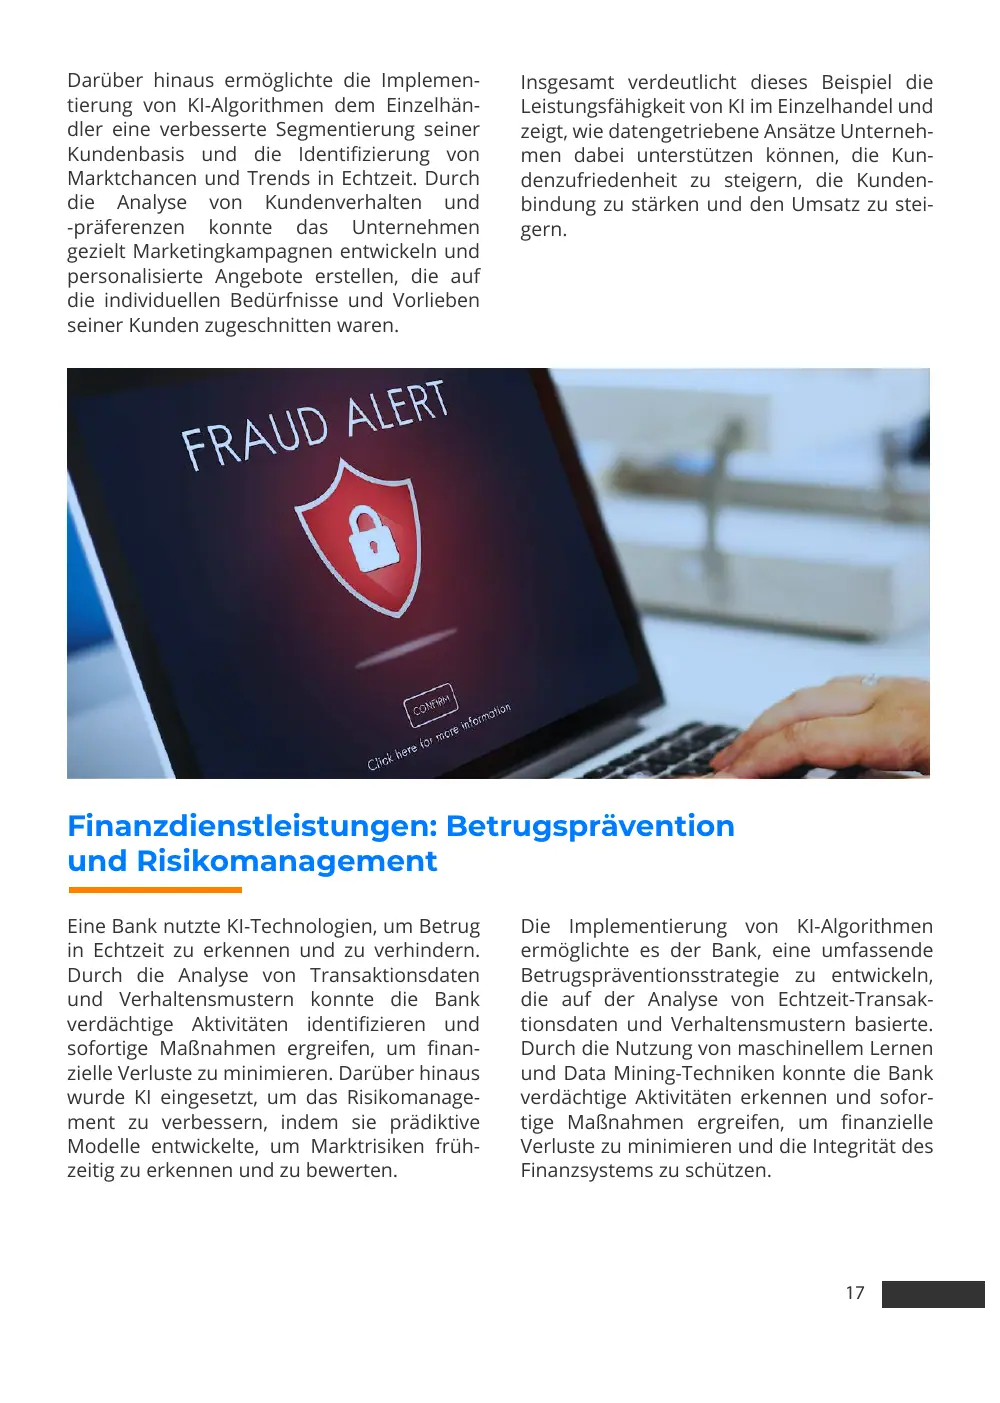 Darüber hinaus ermöglichte die Implemen-
tierung von KI-Algorithmen dem Einzelhän-
dler eine verbesserte Segmentierung seiner
Kundenbasis und die Identifizierung von
Marktchancen und Trends in Echtzeit. Durch
die Analyse von Kundenverhalten und
-präferenzen konnte das Unternehmen
gezielt Marketingkampagnen entwickeln und
personalisierte Angebote erstellen, die auf
die individuellen Bedürfnisse und Vorlieben
seiner Kunden zugeschnitten waren.
Insgesamt verdeutlicht dieses Beispiel die
Leistungsfähigkeit von KI im Einzelhandel und
zeigt, wie datengetriebene Ansätze Unterneh-
men dabei unterstützen können, die Kun-
denzufriedenheit zu steigern, die Kunden-
bindung zu stärken und den Umsatz zu stei-
gern.
FRAUD ALERT
CONFIRM
Click here for more information
Finanzdienstleistungen: Betrugsprävention
und Risikomanagement
Eine Bank nutzte KI-Technologien, um Betrug
in Echtzeit zu erkennen und zu verhindern.
Durch die Analyse von Transaktionsdaten
und Verhaltensmustern konnte die Bank
verdächtige Aktivitäten identifizieren und
sofortige Maßnahmen ergreifen, um finan-
zielle Verluste zu minimieren. Darüber hinaus
wurde KI eingesetzt, um das Risikomanage-
ment zu verbessern, indem sie prädiktive
Modelle entwickelte, um Marktrisiken früh-
zeitig zu erkennen und zu bewerten.
Die Implementierung von KI-Algorithmen
ermöglichte es der Bank, eine umfassende
Betrugspräventionsstrategie zu entwickeln,
die auf der Analyse von Echtzeit-Transak-
tionsdaten und Verhaltensmustern basierte.
Durch die Nutzung von maschinellem Lernen
und Data Mining-Techniken konnte die Bank
verdächtige Aktivitäten erkennen und sofor-
tige Maßnahmen ergreifen, um finanzielle
Verluste zu minimieren und die Integrität des
Finanzsystems zu schützen.
17